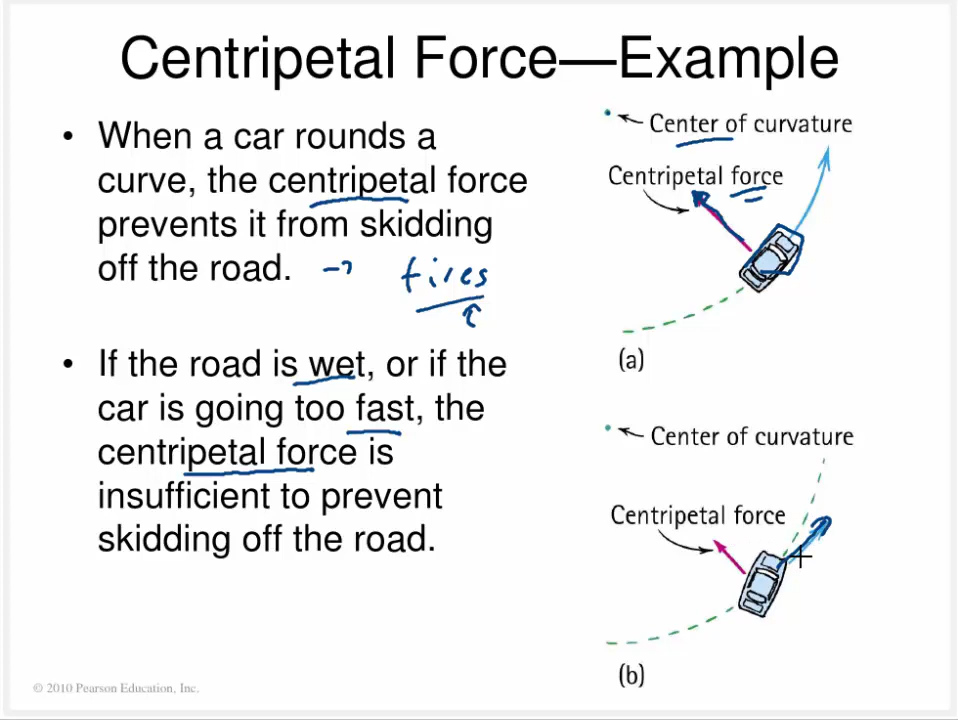 Centripetal Force—Example
• When a car rounds a
curve, the centripetal force
prevents it from skidding
off the road. → tires
• If the road is wet, or if the
car is going too fast, the
centripetal force is
insufficient to prevent
skidding off the road.
Center of curvature
Centripetal force
(a)
Center of curvature
Centripetal force
(b)
© 2010 Pearson Education, Inc.